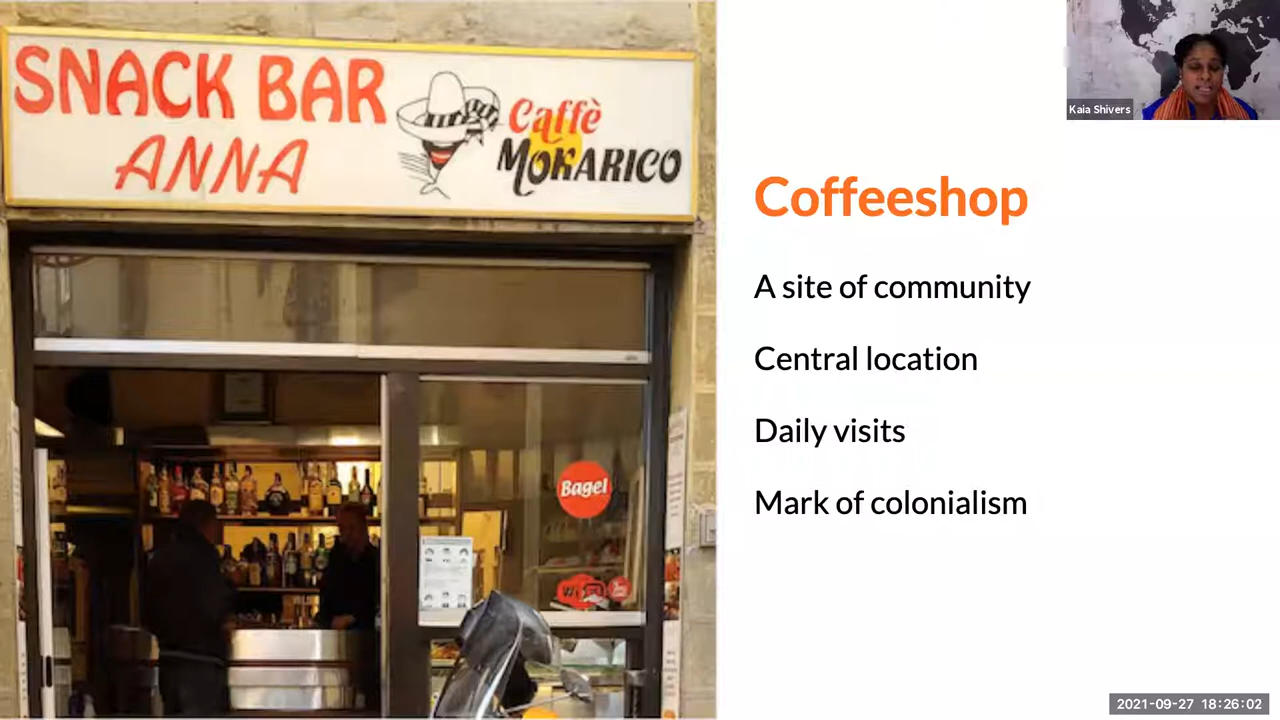 SNACK BAR
ANNA
Caffè
MOKARICO
Bagel
Kaia Shivers
Coffeeshop
A site of community
Central location
Daily visits
Mark of colonialism
2021-09-27 18:26:02